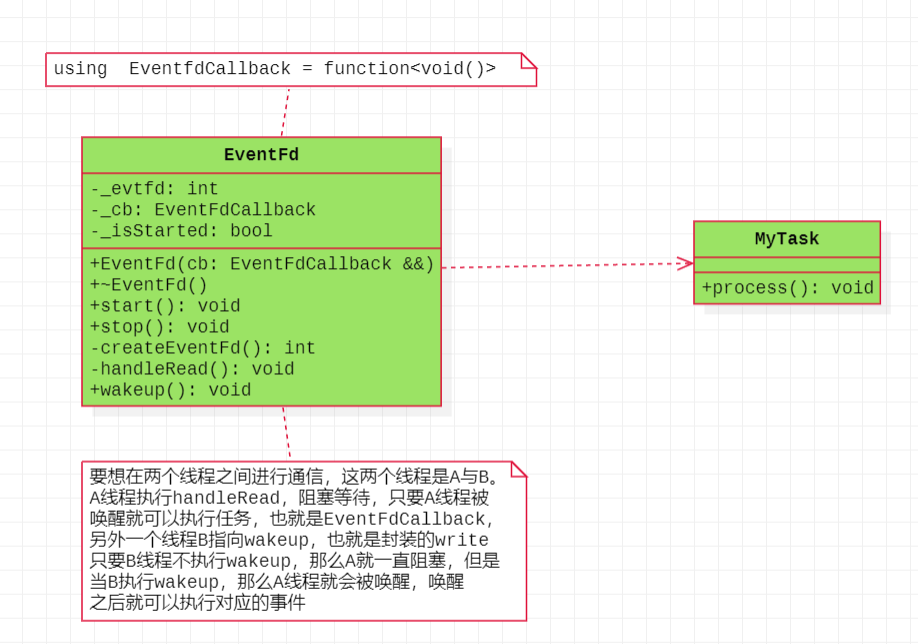 using  EventfdCallback = function<void()>
EventFd
-_evtfd: int
-_cb: EventFdCallback
-_isStarted: bool
+EventFd(cb: EventFdCallback &&)
+~EventFd()
+start(): void
+stop(): void
-createEventFd(): int
-handleRead(): void
+wakeup(): void
MyTask
+process(): void
要想在两个线程之间进行通信，这两个线程是A与B。
A线程执行handleRead，阻塞等待，只要A线程被
唤醒就可以执行任务，也就是EventFdCallback，
另外一个线程B指向wakeup，也就是封装的write
只要B线程不执行wakeup，那么A就一直阻塞，但是
当B执行wakeup，那么A线程就会被唤醒，唤醒
之后就可以执行对应的事件